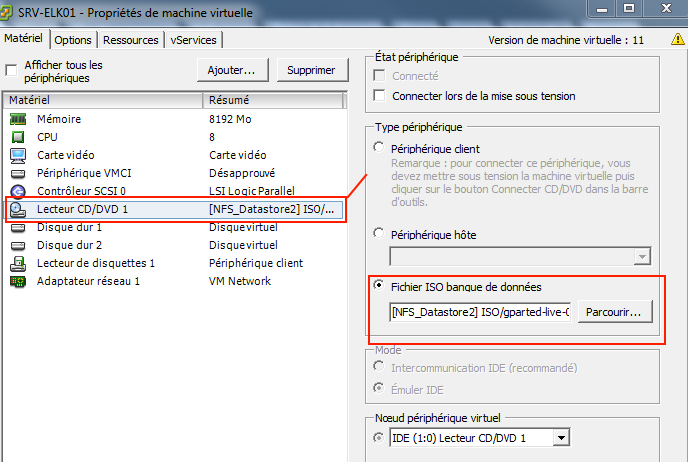 SRV-ELK01 - Propriétés de machine virtuelle
Matériel Options Ressources vServices Version de machine virtuelle : 11
Afficher tous les périphériques
Ajouter... Supprimer
Matériel Résumé
Mémoire 8192 Mo
CPU 8
Carte vidéo Carte vidéo
Périphérique VMCI Désapprouvé
Contrôleur SCSI 0 LSI Logic Parallel
Lecteur CD/DVD 1 [NFS_Datastore2] ISO/...
Disque dur 1 Disque virtuel
Disque dur 2 Disque virtuel
Lecteur de disquettes 1 Périphérique client
Adaptateur réseau 1 VM Network
État périphérique
Connecté
Connecter lors de la mise sous tension
Type périphérique
Périphérique client
Remarque : pour connecter ce périphérique, vous
devez mettre sous tension la machine virtuelle puis
cliquer sur le bouton Connecter CD/DVD dans la barre
d'outils.
Périphérique hôte
Fichier ISO banque de données
[NFS_Datastore2] ISO/gparted-live-0 Parcourir...
Mode
Intercommunication IDE (recommandé)
Émuler IDE
Nœud périphérique virtuel
IDE (1:0) Lecteur CD/DVD 1